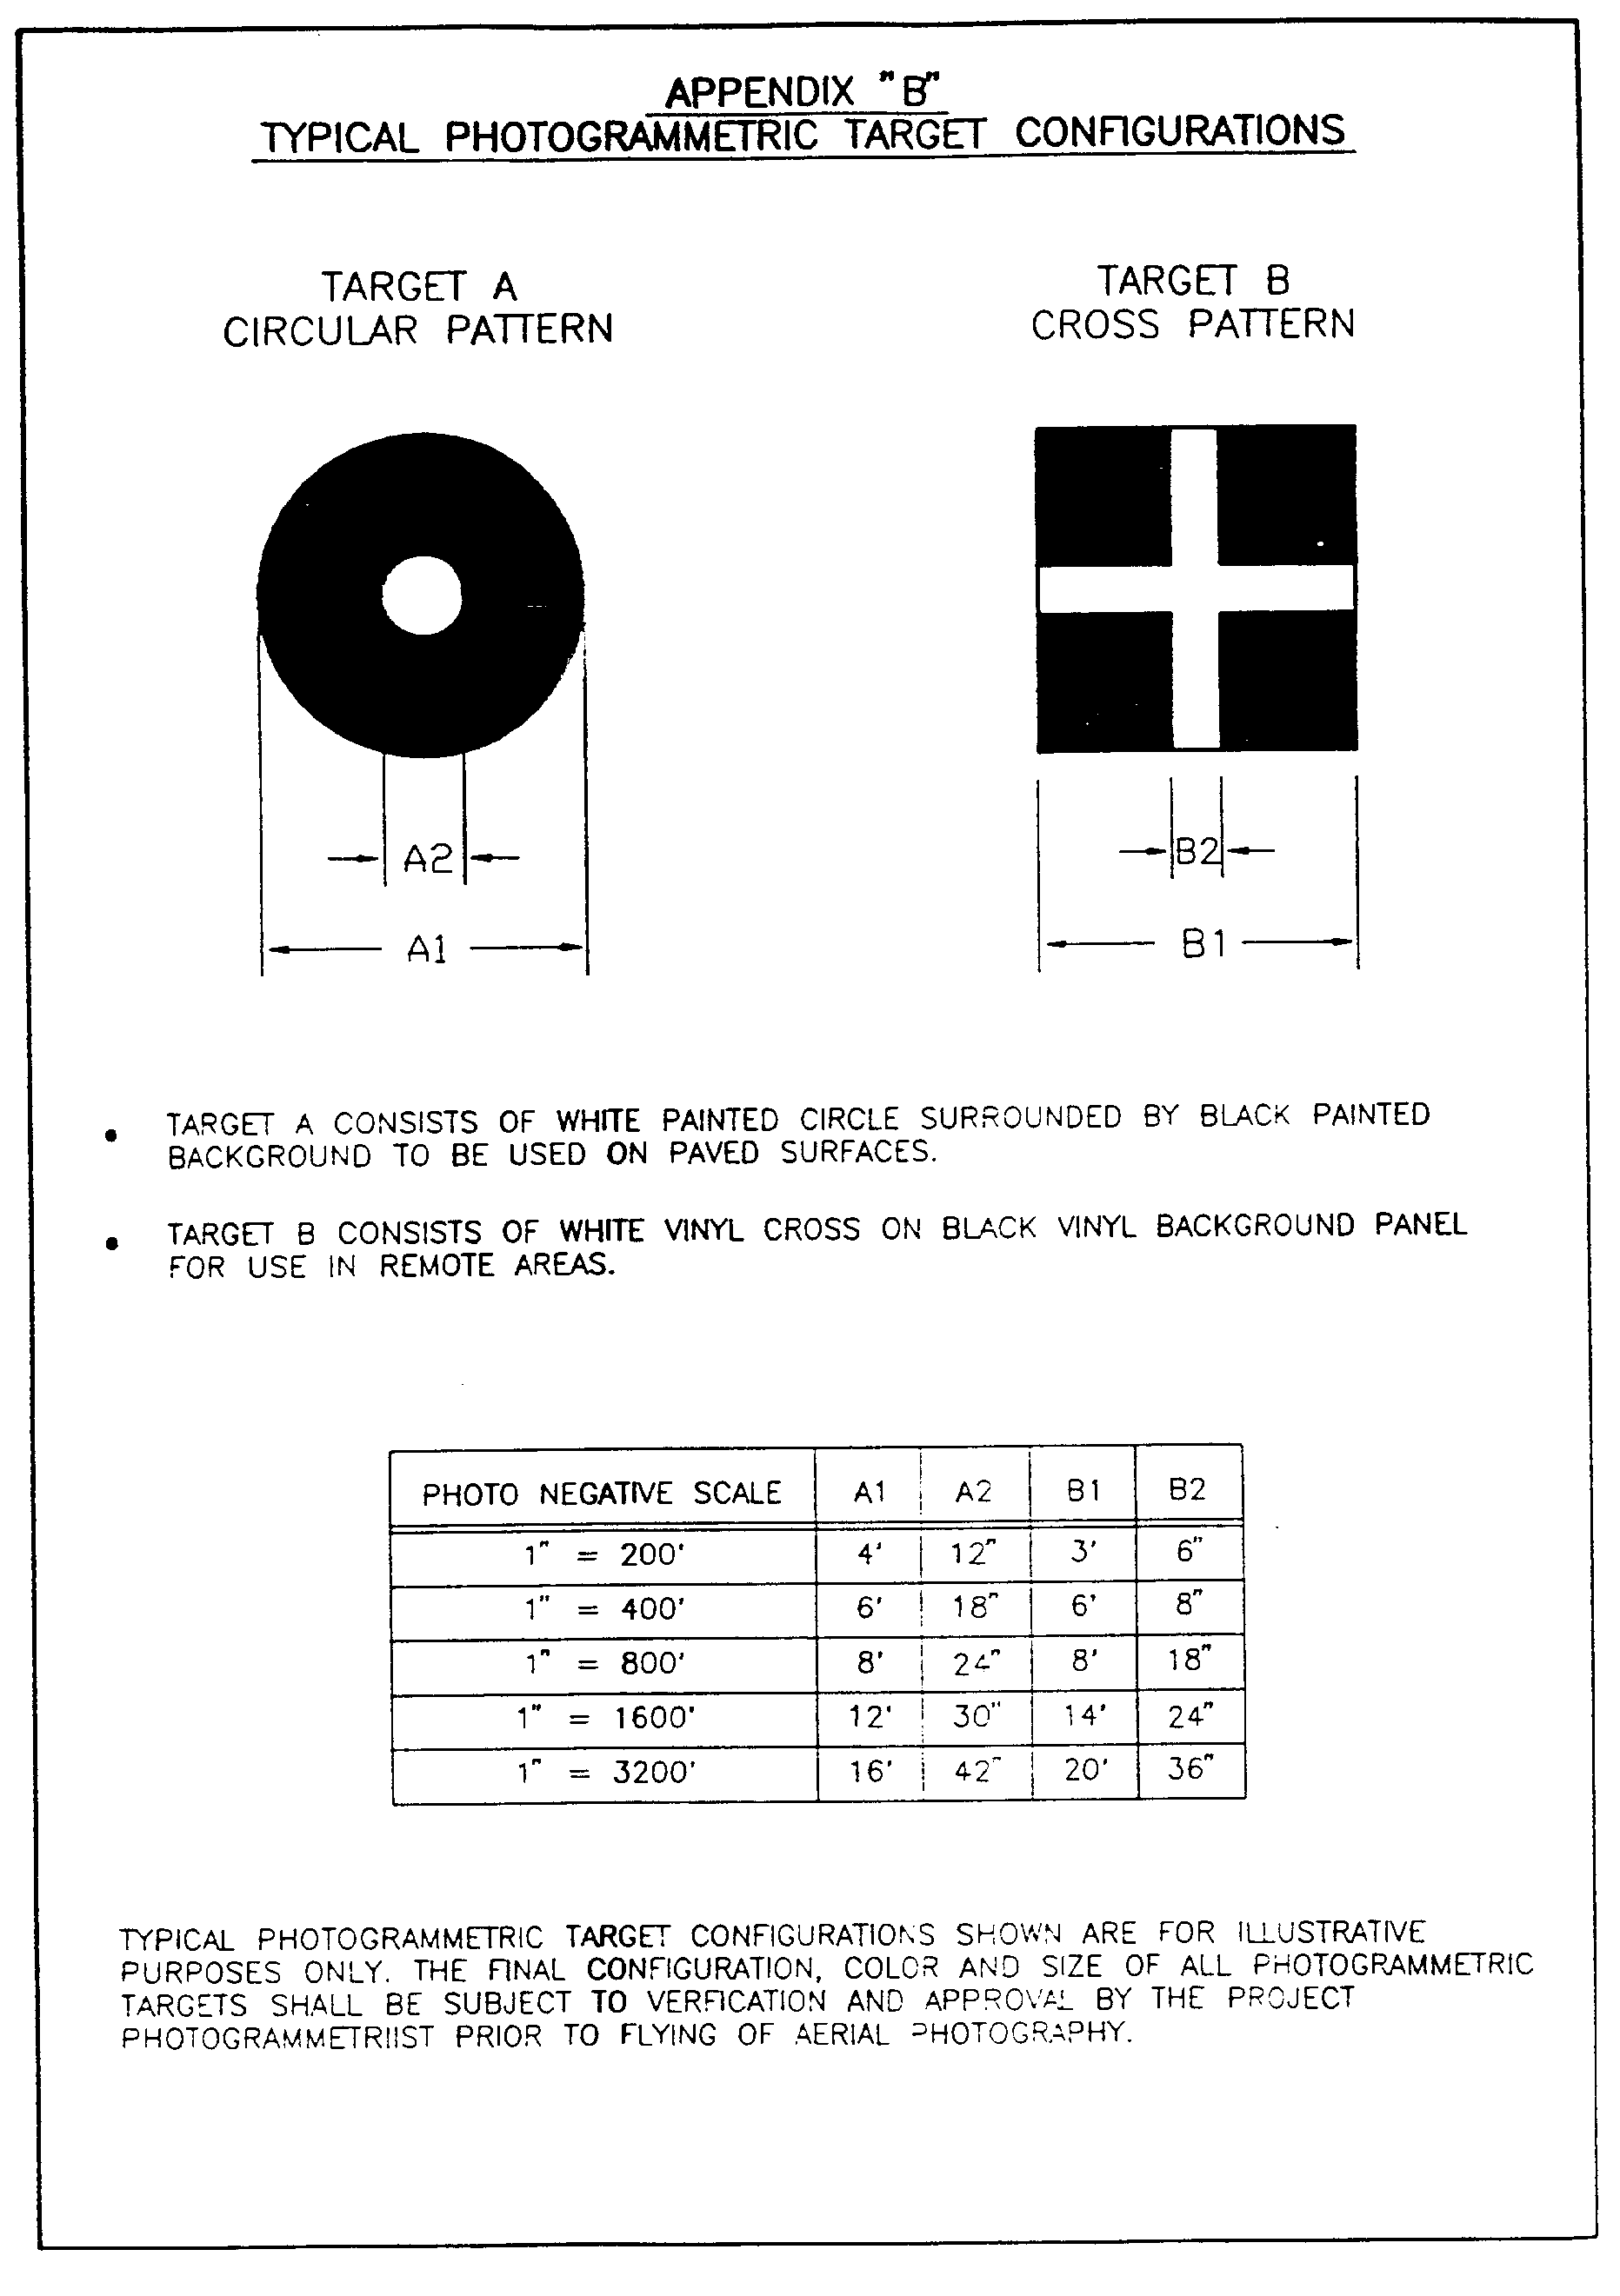 APPENDIX "B"
TYPICAL PHOTOGRAMMETRIC TARGET CONFIGURATIONS
TARGET A
CIRCULAR PATTERN
TARGET B
CROSS PATTERN
A2
A1
B2
B1
• TARGET A CONSISTS OF WHITE PAINTED CIRCLE SURROUNDED BY BLACK PAINTED
BACKGROUND TO BE USED ON PAVED SURFACES.
• TARGET B CONSISTS OF WHITE VINYL CROSS ON BLACK VINYL BACKGROUND PANEL
FOR USE IN REMOTE AREAS.
PHOTO NEGATIVE SCALE A1 A2 B1 B2
1" = 200' 4' 12" 3' 6"
1" = 400' 6' 18" 6' 8"
1" = 800' 8' 24" 8' 18"
1" = 1600' 12' 30" 14' 24"
1" = 3200' 16' 42" 20' 36"
TYPICAL PHOTOGRAMMETRIC TARGET CONFIGURATIONS SHOWN ARE FOR ILLUSTRATIVE
PURPOSES ONLY. THE FINAL CONFIGURATION, COLOR AND SIZE OF ALL PHOTOGRAMMETRIC
TARGETS SHALL BE SUBJECT TO VERFICATION AND APPROVAL BY THE PROJECT
PHOTOGRAMMETRIIST PRIOR TO FLYING OF AERIAL PHOTOGRAPHY.